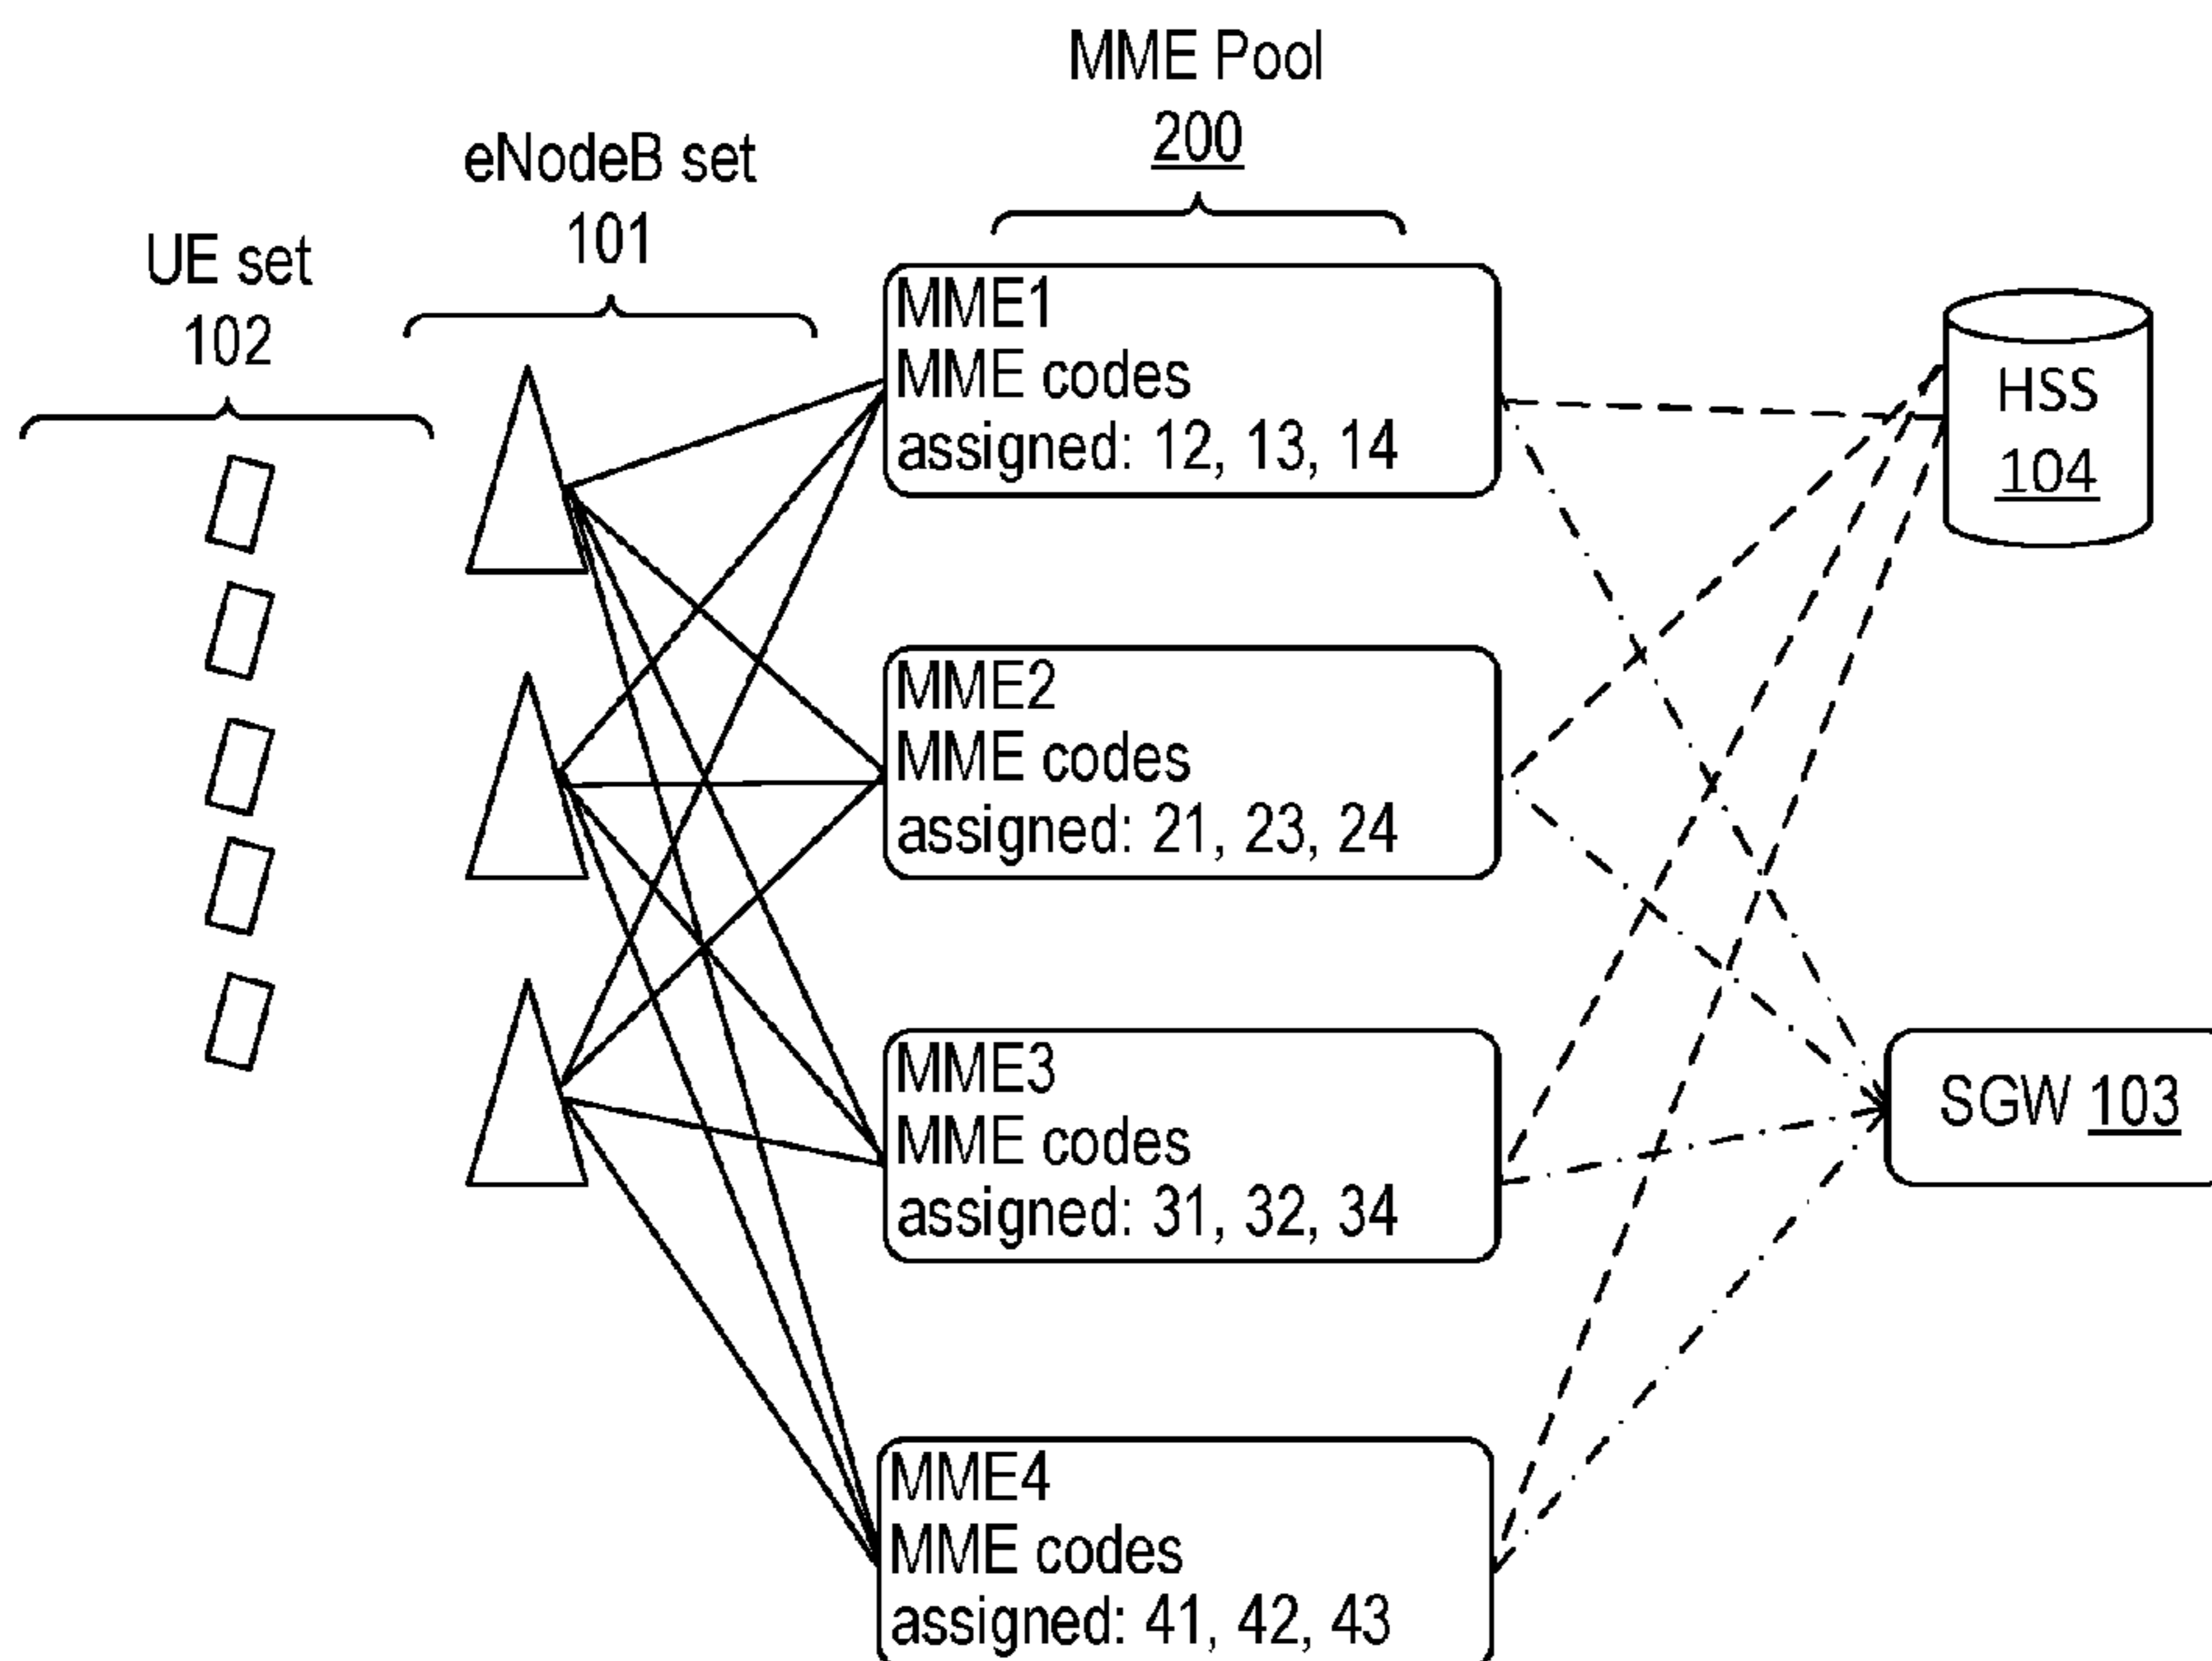 MME Pool
200
eNodeB set
101
UE set
102
MME1
MME codes
assigned: 12, 13, 14
HSS
104
MME2
MME codes
assigned: 21, 23, 24
MME3
MME codes
assigned: 31, 32, 34
SGW 103
MME4
MME codes
assigned: 41, 42, 43